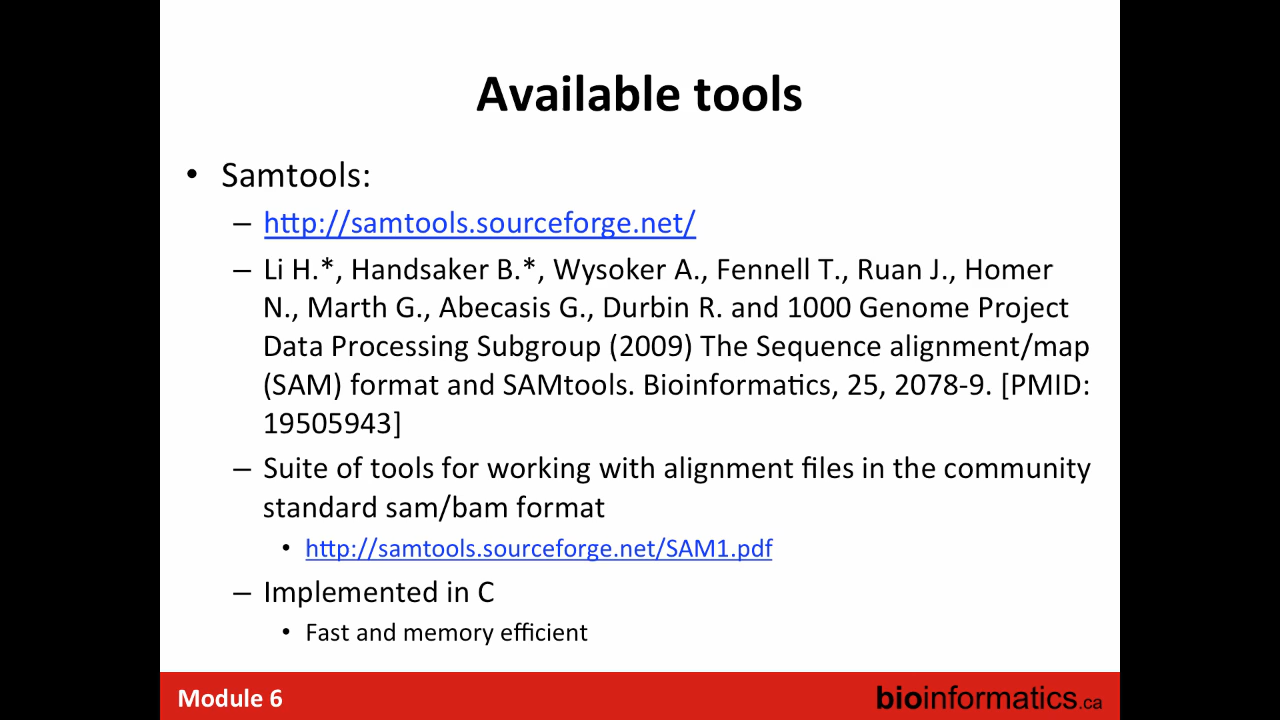 Available tools
• Samtools:
– http://samtools.sourceforge.net/
– Li H.*, Handsaker B.*, Wysoker A., Fennell T., Ruan J., Homer
N., Marth G., Abecasis G., Durbin R. and 1000 Genome Project
Data Processing Subgroup (2009) The Sequence alignment/map
(SAM) format and SAMtools. Bioinformatics, 25, 2078-9. [PMID:
19505943]
– Suite of tools for working with alignment files in the community
standard sam/bam format
• http://samtools.sourceforge.net/SAM1.pdf
– Implemented in C
• Fast and memory efficient
Module 6
bioinformatics.ca